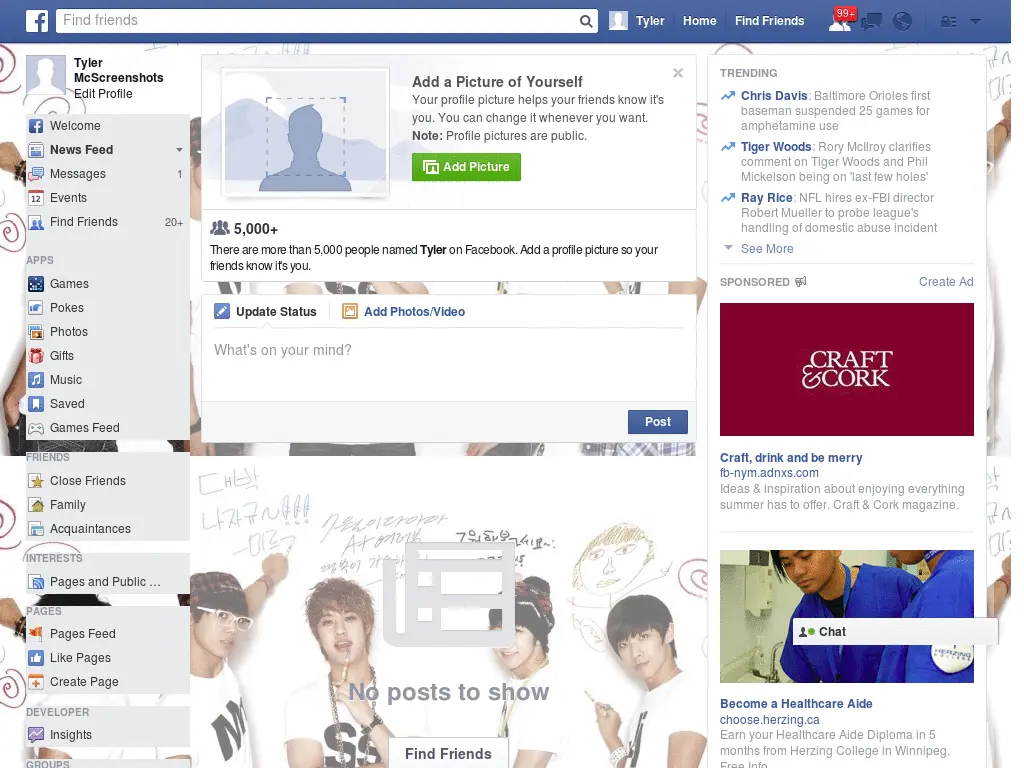 Find friends
Tyler
Home
Find Friends
99+
Tyler
McScreenshots
Edit Profile
Welcome
News Feed
Messages 1
12 Events
Find Friends 20+
APPS
Games
Pokes
Photos
Gifts
Music
Saved
Games Feed
FRIENDS
Close Friends
Family
Acquaintances
INTERESTS
Pages and Public ...
PAGES
Pages Feed
Like Pages
Create Page
DEVELOPER
Insights
GROUPS
Add a Picture of Yourself
Your profile picture helps your friends know it's
you. You can change it whenever you want.
Note: Profile pictures are public.
Add Picture
5,000+
There are more than 5,000 people named Tyler on Facebook. Add a profile picture so your
friends know it's you.
Update Status
Add Photos/Video
What's on your mind?
Post
No posts to show
Find Friends
TRENDING
Chris Davis: Baltimore Orioles first
baseman suspended 25 games for
amphetamine use
Tiger Woods: Rory McIlroy clarifies
comment on Tiger Woods and Phil
Mickelson being on 'last few holes'
Ray Rice: NFL hires ex-FBI director
Robert Mueller to probe league's
handling of domestic abuse incident
See More
SPONSORED
Create Ad
CRAFT
&CORK
Craft, drink and be merry
fb-nym.adnxs.com
Ideas & inspiration about enjoying everything
summer has to offer. Craft & Cork magazine.
Chat
HERZING
Become a Healthcare Aide
choose.herzing.ca
Earn your Healthcare Aide Diploma in 5
months from Herzing College in Winnipeg.
Free Info